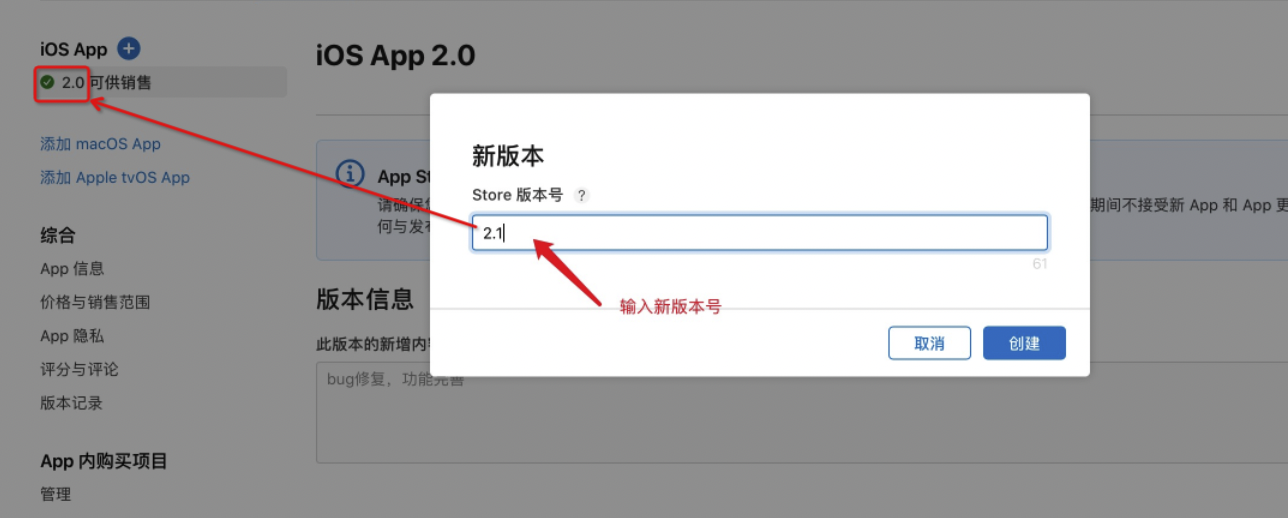 iOS App
2.0 可供销售
添加 macOS App
添加 Apple tvOS App
综合
App 信息
价格与销售范围
App 隐私
评分与评论
版本记录
App 内购买项目
管理
iOS App 2.0
App St
请确保
何与发
期间不接受新 App 和 App 更
版本信息
此版本的新增内
bug修复，功能完善
新版本
Store 版本号 ?
2.1
61
输入新版本号
取消
创建